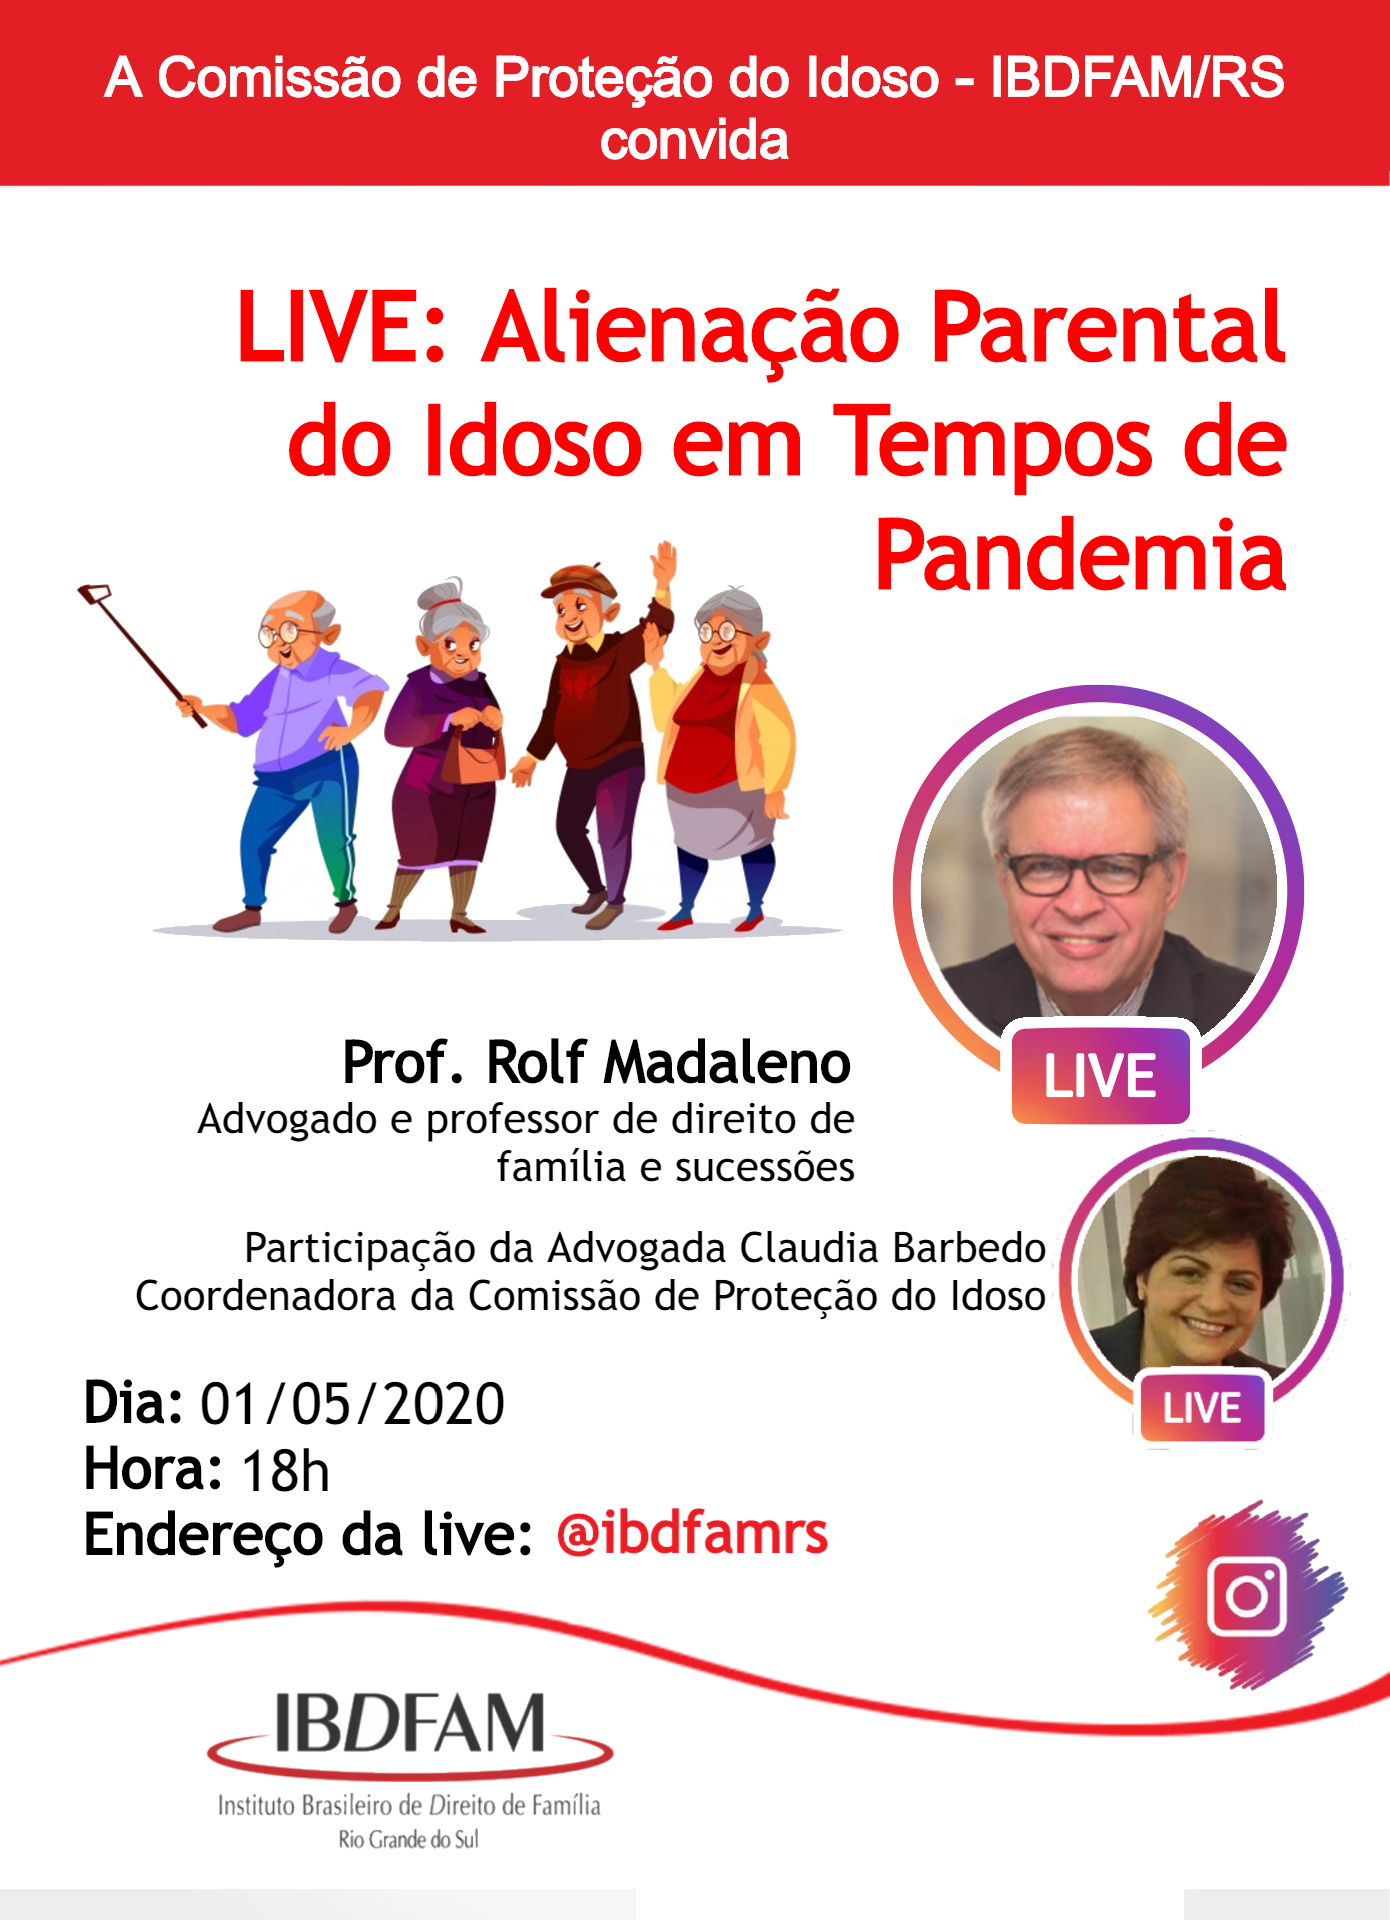 A Comissão de Proteção do Idoso - IBDFAM/RS
convida
LIVE: Alienação Parental
do Idoso em Tempos de
Pandemia
LIVE
Prof. Rolf Madaleno
Advogado e professor de direito de
família e sucessões
Participação da Advogada Claudia Barbedo
Coordenadora da Comissão de Proteção do Idoso
LIVE
Dia: 01/05/2020
Hora: 18h
Endereço da live: @ibdfamrs
IBDFAM
Instituto Brasileiro de Direito de Família
Rio Grande do Sul